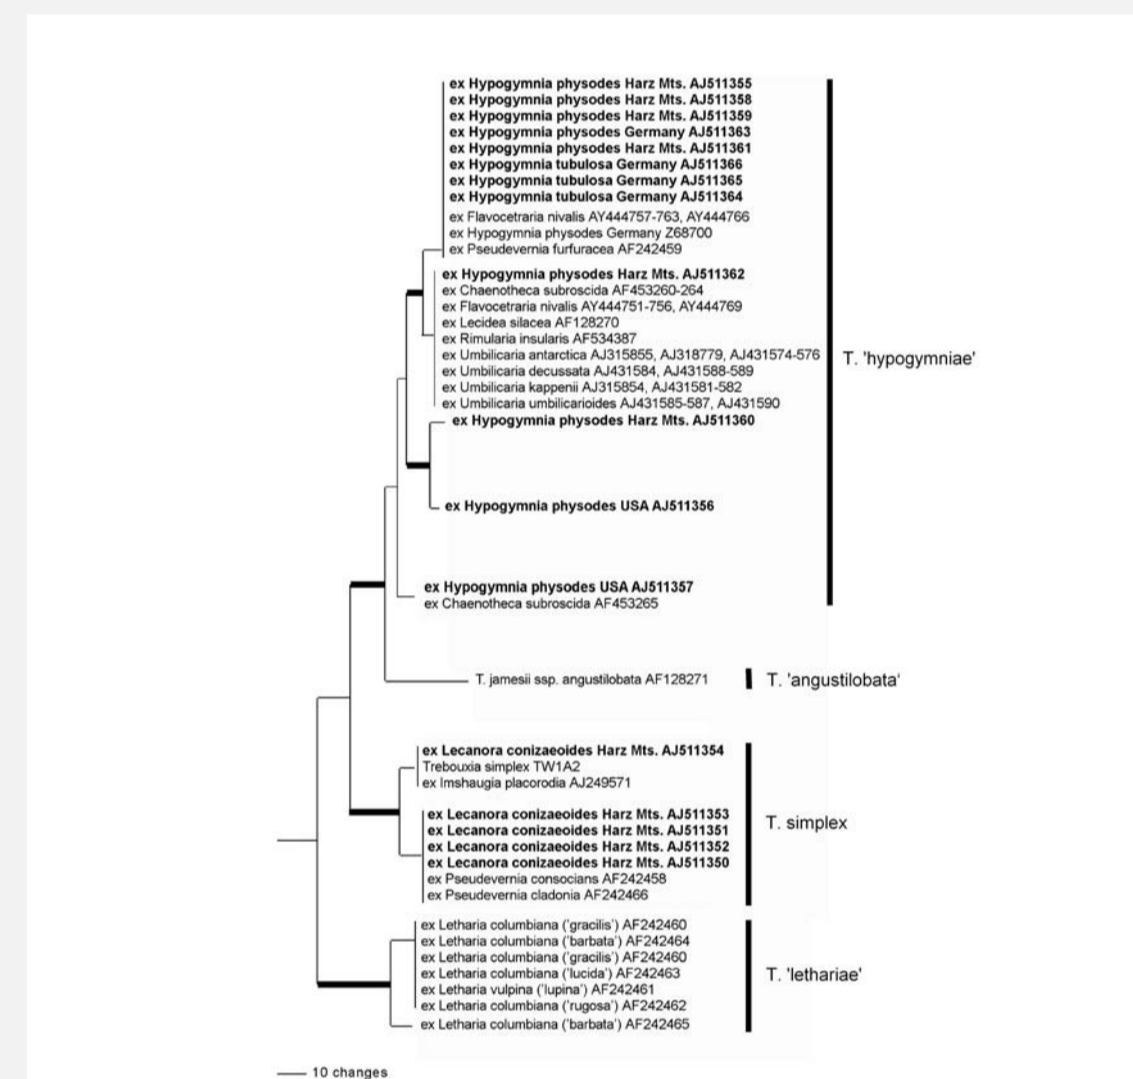 ex Hypogymnia physodes Harz Mts. AJ511355
ex Hypogymnia physodes Harz Mts. AJ511358
ex Hypogymnia physodes Harz Mts. AJ511359
ex Hypogymnia physodes Germany AJ511363
ex Hypogymnia physodes Harz Mts. AJ511361
ex Hypogymnia tubulosa Germany AJ511366
ex Hypogymnia tubulosa Germany AJ511365
ex Hypogymnia tubulosa Germany AJ511364
ex Flavocetraria nivalis AY444757-763, AY444766
ex Hypogymnia physodes Germany Z68700
ex Pseudevernia furfuracea AF242459
ex Hypogymnia physodes Harz Mts. AJ511362
ex Chaenotheca subroscida AF453260-264
ex Flavocetraria nivalis AY444751-756, AY444769
ex Lecidea silacea AF128270
ex Rimularia insularis AF534387
ex Umbilicaria antarctica AJ315855, AJ318779, AJ431574-576
T. 'hypogymniae'
ex Umbilicaria decussata AJ431584, AJ431588-589
ex Umbilicaria kappenii AJ315854, AJ431581-582
ex Umbilicaria umbilicarioides AJ431585-587, AJ431590
ex Hypogymnia physodes Harz Mts. AJ511360
ex Hypogymnia physodes USA AJ511356
ex Hypogymnia physodes USA AJ511357
ex Chaenotheca subroscida AF453265
T. jamesii ssp. angustilobata AF128271
T. 'angustilobata'
ex Lecanora conizaeoides Harz Mts. AJ511354
Trebouxia simplex TW1A2
ex Imshaugia placorodia AJ249571
ex Lecanora conizaeoides Harz Mts. AJ511353
T. simplex
ex Lecanora conizaeoides Harz Mts. AJ511351
ex Lecanora conizaeoides Harz Mts. AJ511352
ex Lecanora conizaeoides Harz Mts. AJ511350
ex Pseudevernia consocians AF242458
ex Pseudevernia cladonia AF242466
ex Letharia columbiana ('gracilis') AF242460
ex Letharia columbiana ('barbata') AF242464
ex Letharia columbiana ('gracilis') AF242460
ex Letharia columbiana ('lucida') AF242463
T. 'lethariae'
ex Letharia vulpina ('lupina') AF242461
ex Letharia columbiana ('rugosa') AF242462
ex Letharia columbiana ('barbata') AF242465
10 changes